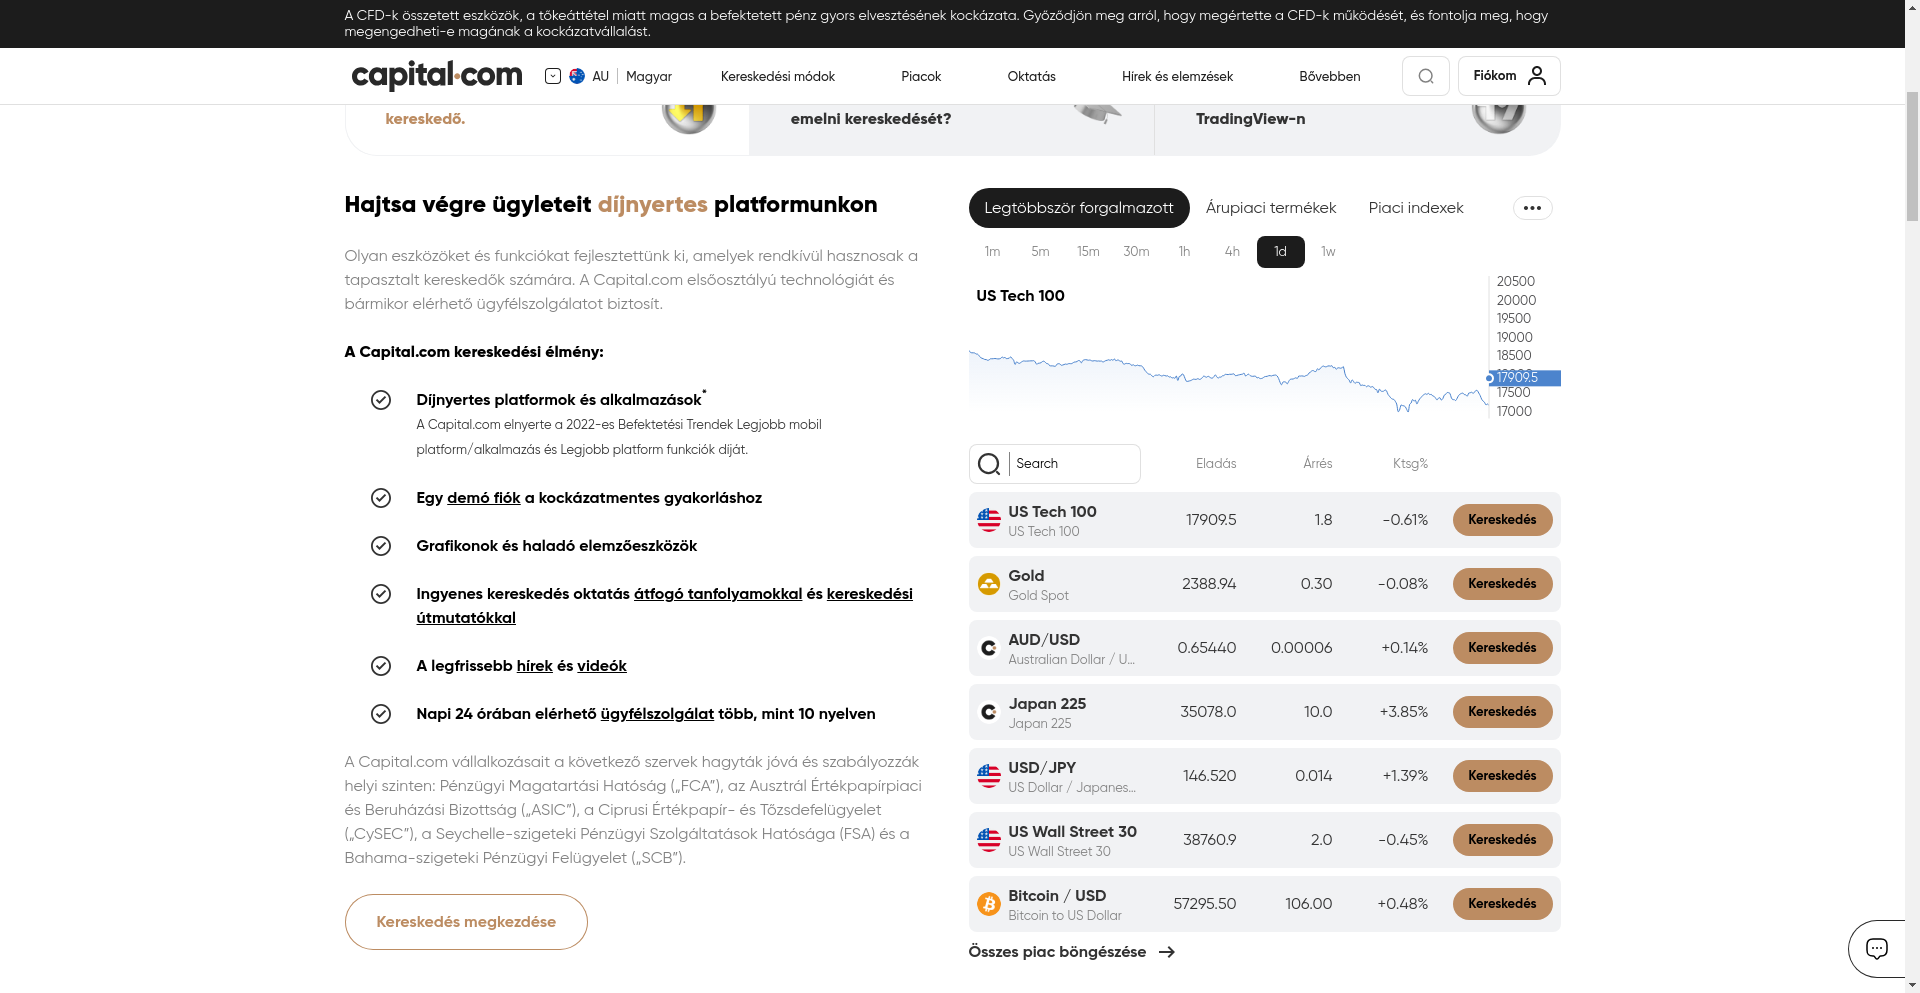 A CFD-k összetett eszközök, a tőkeáttétel miatt magas a befektetett pénz gyors elvesztésének kockázata. Győződjön meg arról, hogy megértette a CFD-k működését, és fontolja meg, hogy
megengedheti-e magának a kockázatvállalást.
capital.com
AU
Magyar
Kereskedési módok
Piacok
Oktatás
Hírek és elemzések
Bővebben
Fiókom
kereskedő.
emelni kereskedését?
TradingView-n
Hajtsa végre ügyleteit díjnyertes platformunkon
Olyan eszközöket és funkciókat fejlesztettünk ki, amelyek rendkívül hasznosak a
tapasztalt kereskedők számára. A Capital.com elsőosztályú technológiát és
bármikor elérhető ügyfélszolgálatot biztosít.
A Capital.com kereskedési élmény:
Díjnyertes platformok és alkalmazások*
A Capital.com elnyerte a 2022-es Befektetési Trendek Legjobb mobil
platform/alkalmazás és Legjobb platform funkciók díját.
Egy demó fiók a kockázatmentes gyakorláshoz
Grafikonok és haladó elemzőeszközök
Ingyenes kereskedés oktatás átfogó tanfolyamokkal és kereskedési
útmutatókkal
A legfrissebb hírek és videók
Napi 24 órában elérhető ügyfélszolgálat több, mint 10 nyelven
A Capital.com vállalkozásait a következő szervek hagyták jóvá és szabályozzák
helyi szinten: Pénzügyi Magatartási Hatóság („FCA”), az Ausztrál Értékpapírpiaci
és Beruházási Bizottság („ASIC”), a Ciprusi Értékpapír- és Tőzsdefelügyelet
(„CySEC”), a Seychelle-szigeteki Pénzügyi Szolgáltatások Hatósága (FSA) és a
Bahama-szigeteki Pénzügyi Felügyelet („SCB”).
Kereskedés megkezdése
Legtöbbször forgalmazott
Árupiaci termékek
Piaci indexek
1m 5m 15m 30m 1h 4h 1d 1w
US Tech 100
20500
20000
19500
19000
18500
17909.5
17500
17000
Search
Eladás Árrés Ktsg%
US Tech 100
US Tech 100
17909.5 1.8 -0.61% Kereskedés
Gold
Gold Spot
2388.94 0.30 -0.08% Kereskedés
AUD/USD
Australian Dollar / U...
0.65440 0.00006 +0.14% Kereskedés
Japan 225
Japan 225
35078.0 10.0 +3.85% Kereskedés
USD/JPY
US Dollar / Japanes...
146.520 0.014 +1.39% Kereskedés
US Wall Street 30
US Wall Street 30
38760.9 2.0 -0.45% Kereskedés
Bitcoin / USD
Bitcoin to US Dollar
57295.50 106.00 +0.48% Kereskedés
Összes piac böngészése